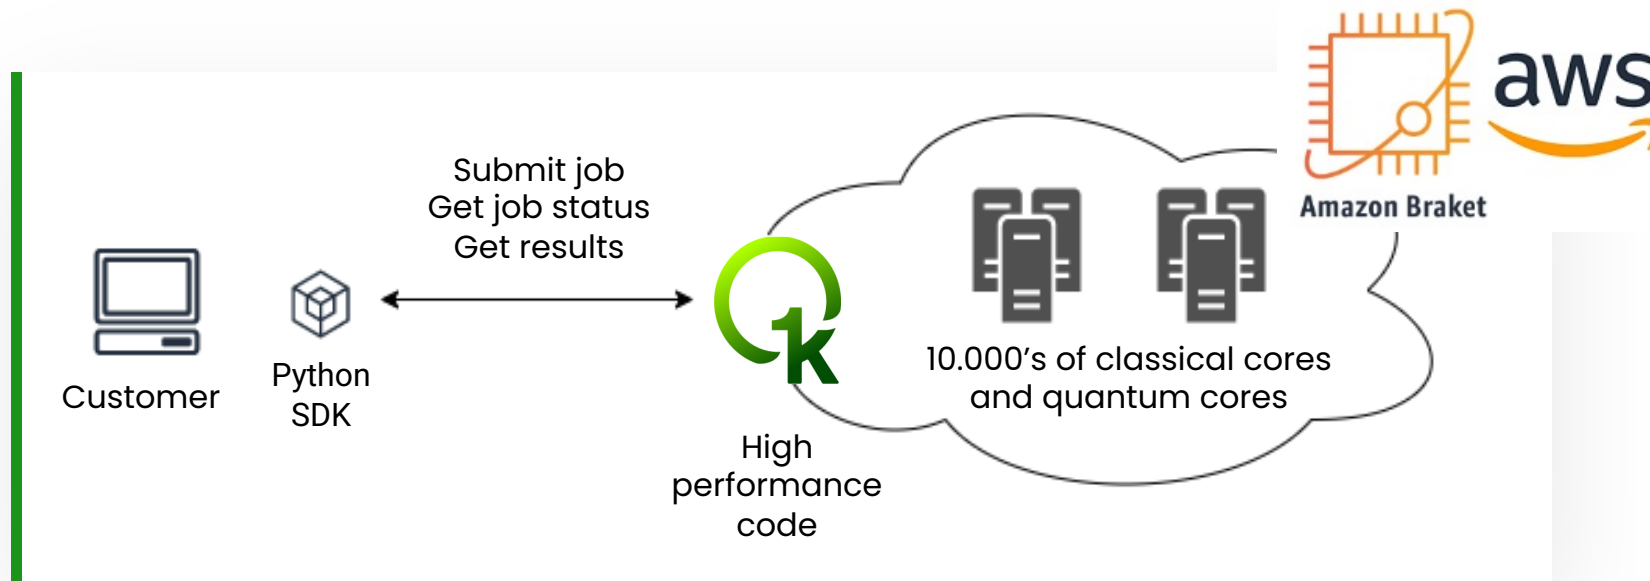 aws
Amazon Braket
Submit job
Get job status
Get results
Customer
Python
SDK
1k
High
performance
code
10.000's of classical cores
and quantum cores